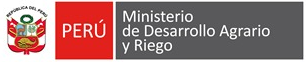 REPÚBLICA DEL PERÚ
PERÚ
Ministerio
de Desarrollo Agrario
y Riego